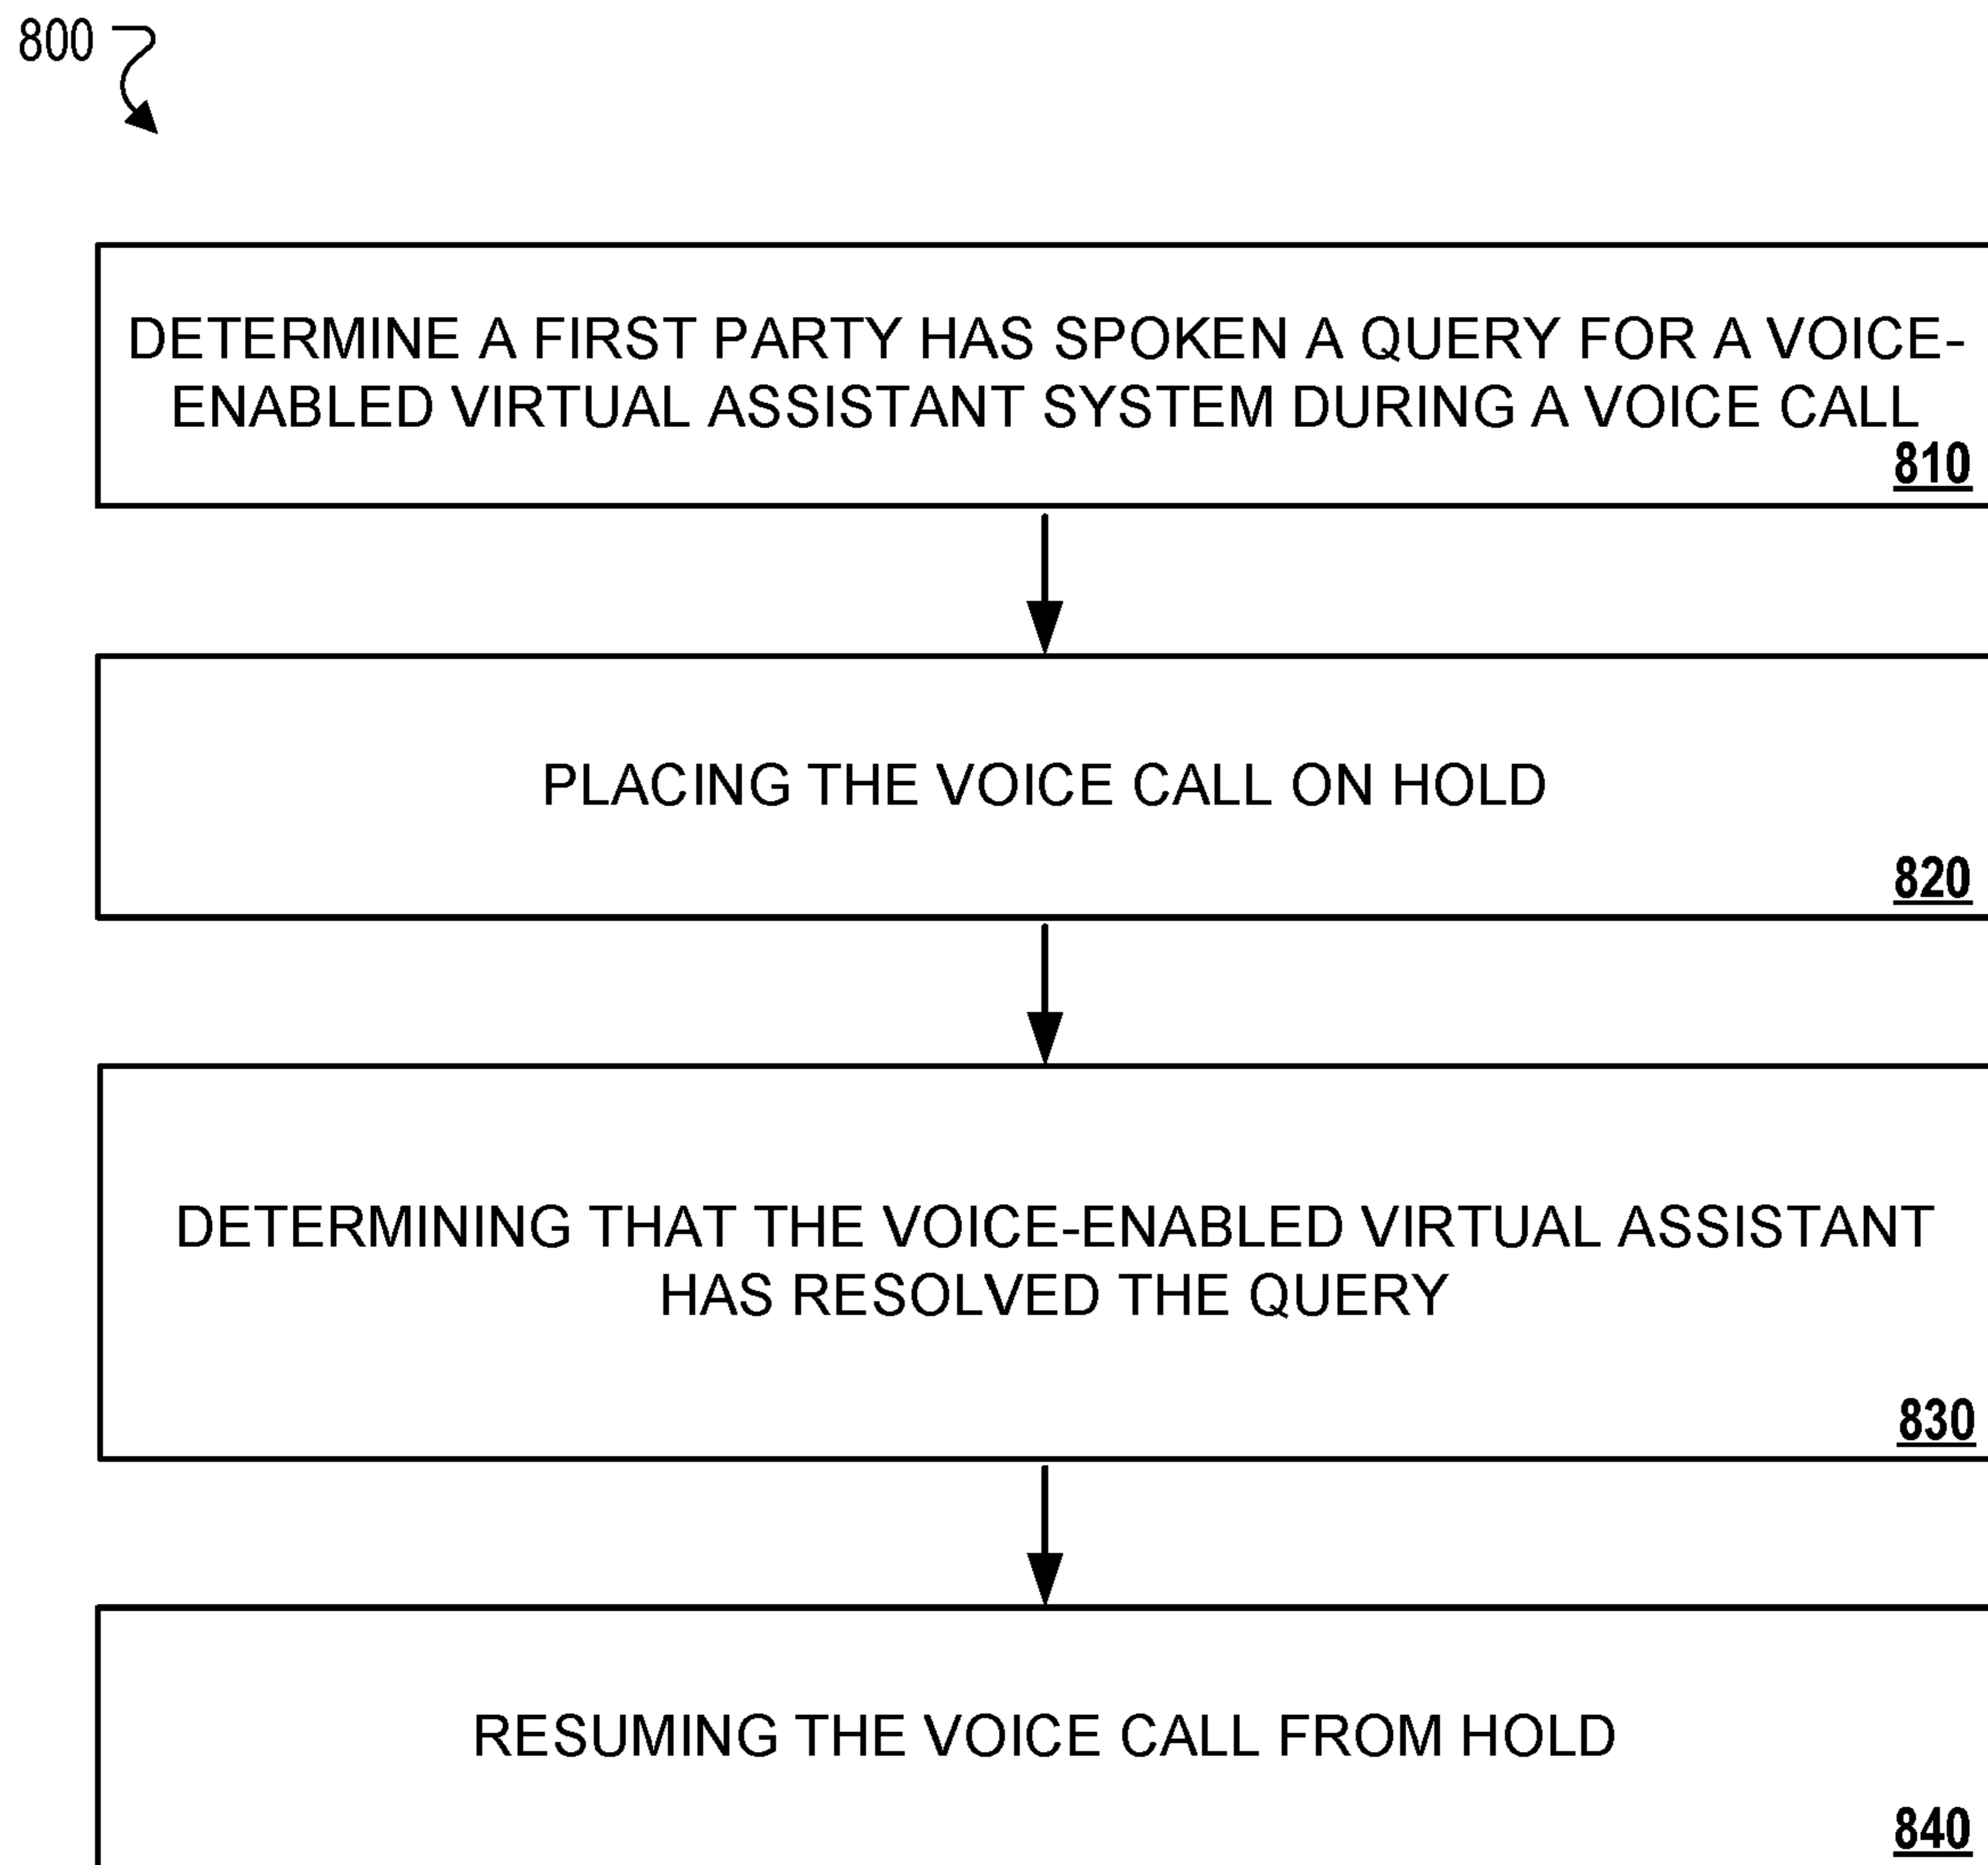 800
DETERMINE A FIRST PARTY HAS SPOKEN A QUERY FOR A VOICE-
ENABLED VIRTUAL ASSISTANT SYSTEM DURING A VOICE CALL
810
PLACING THE VOICE CALL ON HOLD
820
DETERMINING THAT THE VOICE-ENABLED VIRTUAL ASSISTANT
HAS RESOLVED THE QUERY
830
RESUMING THE VOICE CALL FROM HOLD
840